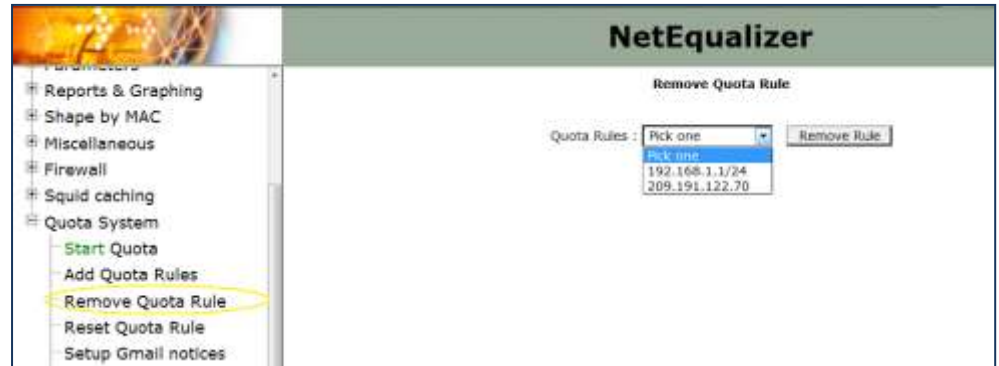 NetEqualizer
Parameters
Reports & Graphing
Shape by MAC
Miscellaneous
Firewall
Squid caching
Quota System
Start Quota
Add Quota Rules
Remove Quota Rule
Reset Quota Rule
Setup Gmail notices
Remove Quota Rule
Quota Rules : Pick one Remove Rule
Pick one
192.168.1.1/24
209.191.122.70